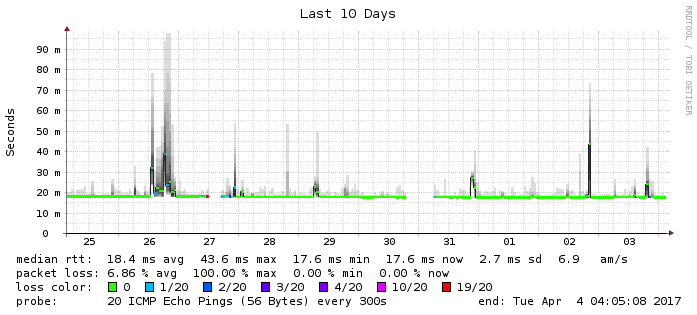 Last 10 Days
RRDTOOL / TOBI OETIKER
Seconds
90 m
80 m
70 m
60 m
50 m
40 m
30 m
20 m
10 m
0
25 26 27 28 29 30 31 01 02 03
median rtt: 18.4 ms avg 43.6 ms max 17.6 ms min 17.6 ms now 2.7 ms sd 6.9 am/s
packet loss: 6.86 % avg 100.00 % max 0.00 % min 0.00 % now
loss color: 0 1/20 2/20 3/20 4/20 10/20 19/20
probe: 20 ICMP Echo Pings (56 Bytes) every 300s end: Tue Apr 4 04:05:08 2017